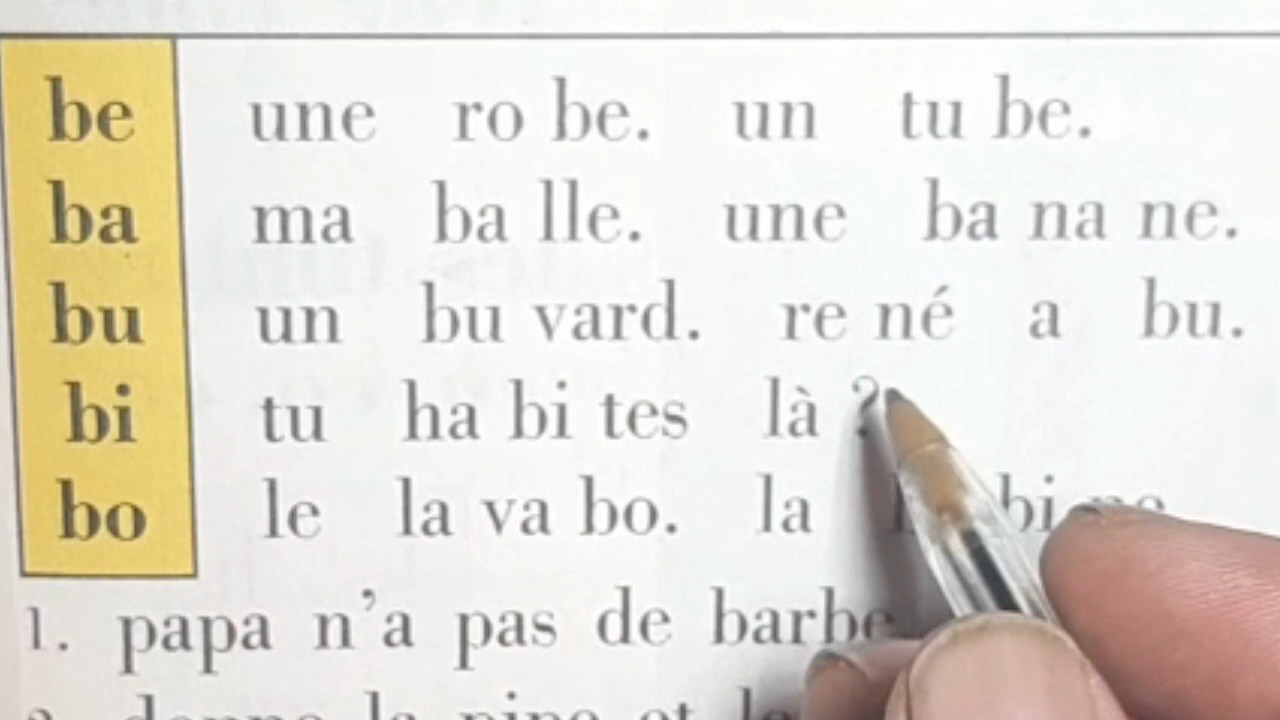 be une ro be. un tu be.
ba ma ba lle. une ba na ne.
bu un bu vard. re né a bu.
bi tu ha bi tes là ?
bo le la va bo. la bi ne
1. papa n'a pas de barbe